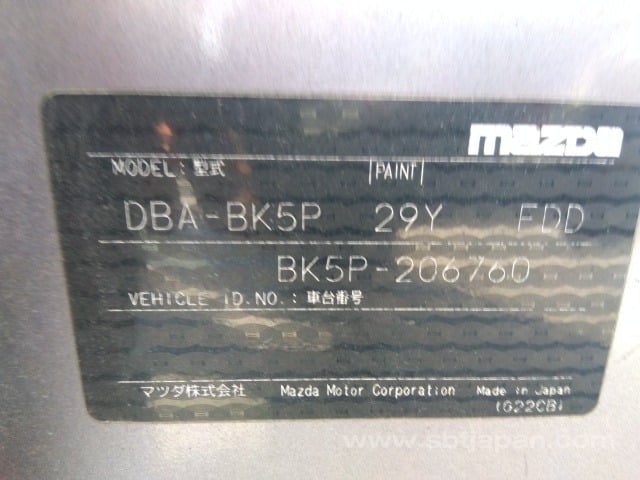 mazda
MODEL: 型式 |PAINT|
DBA-BK5P 29Y FDD
BK5P-206760
VEHICLE ID.NO.: 車台番号
マツダ株式会社 Mazda Motor Corporation Made in Japan
(G22CB)
www.sbtjapan.com